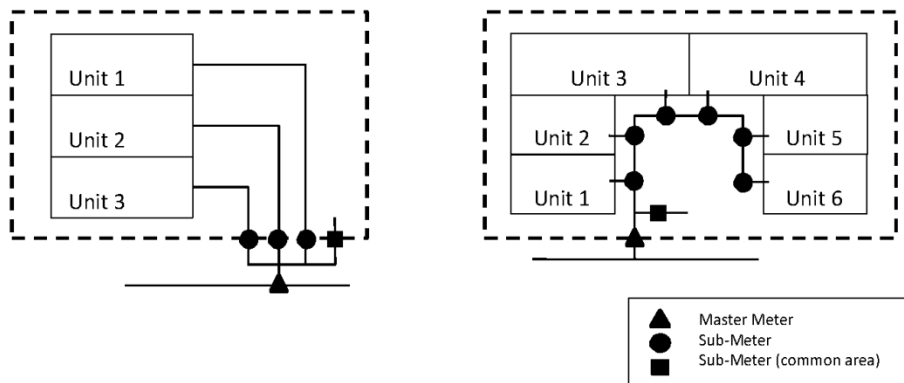 Unit 1
Unit 2
Unit 3
Unit 3
Unit 4
Unit 2
Unit 5
Unit 1
Unit 6
Master Meter
Sub-Meter
Sub-Meter (common area)